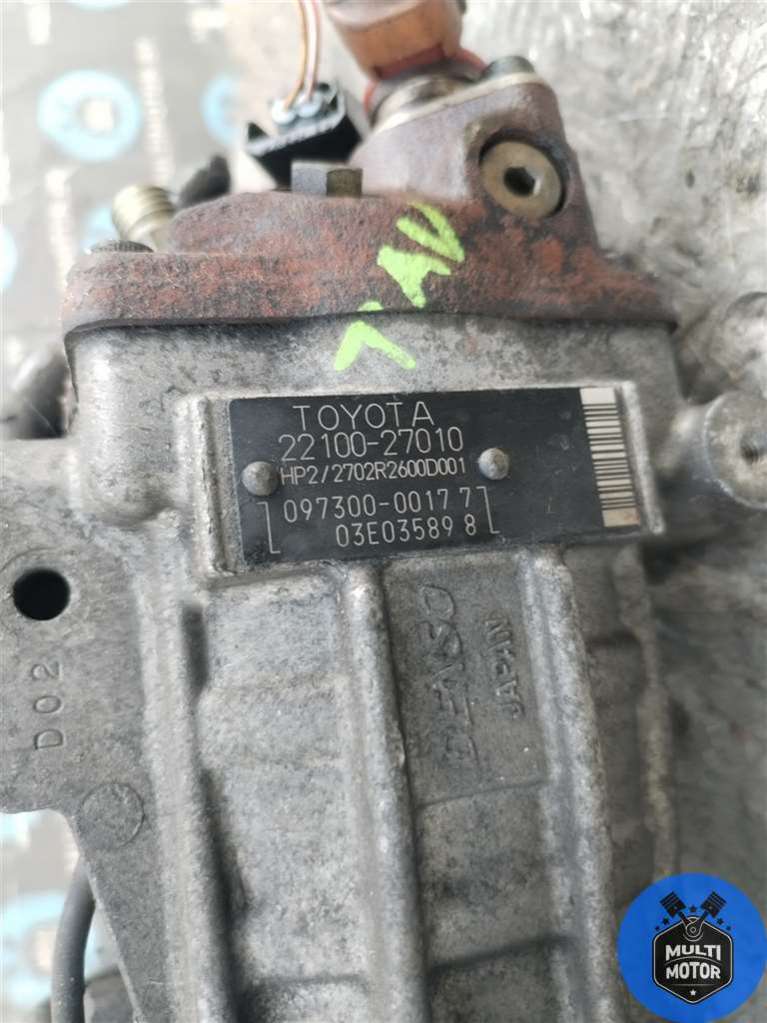 TOYOTA
22100-27010
HP2/2702R2600D001
097300-0017 7
03E03589 8
DENSO
JAPAN
D02
MULTI
MOTOR